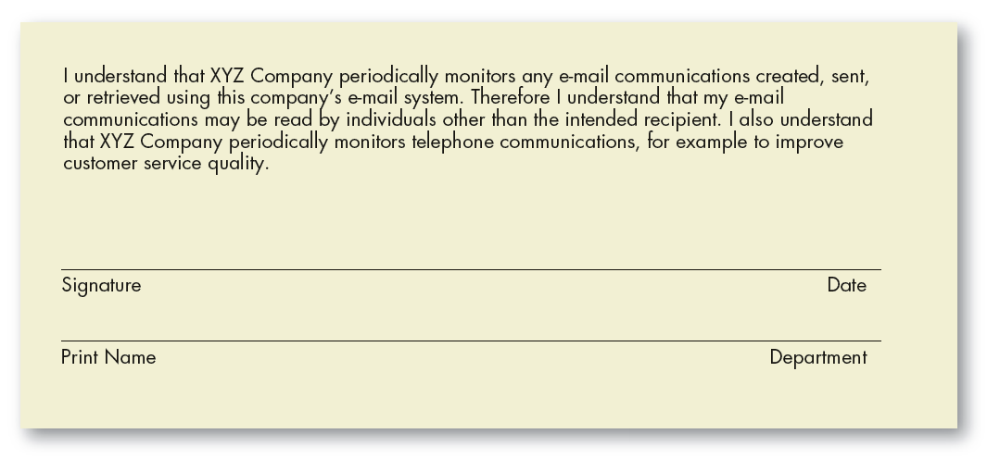 I understand that XYZ Company periodically monitors any e-mail communications created, sent,
or retrieved using this company’s e-mail system. Therefore I understand that my e-mail
communications may be read by individuals other than the intended recipient. I also understand
that XYZ Company periodically monitors telephone communications, for example to improve
customer service quality.
Signature Date
Print Name Department